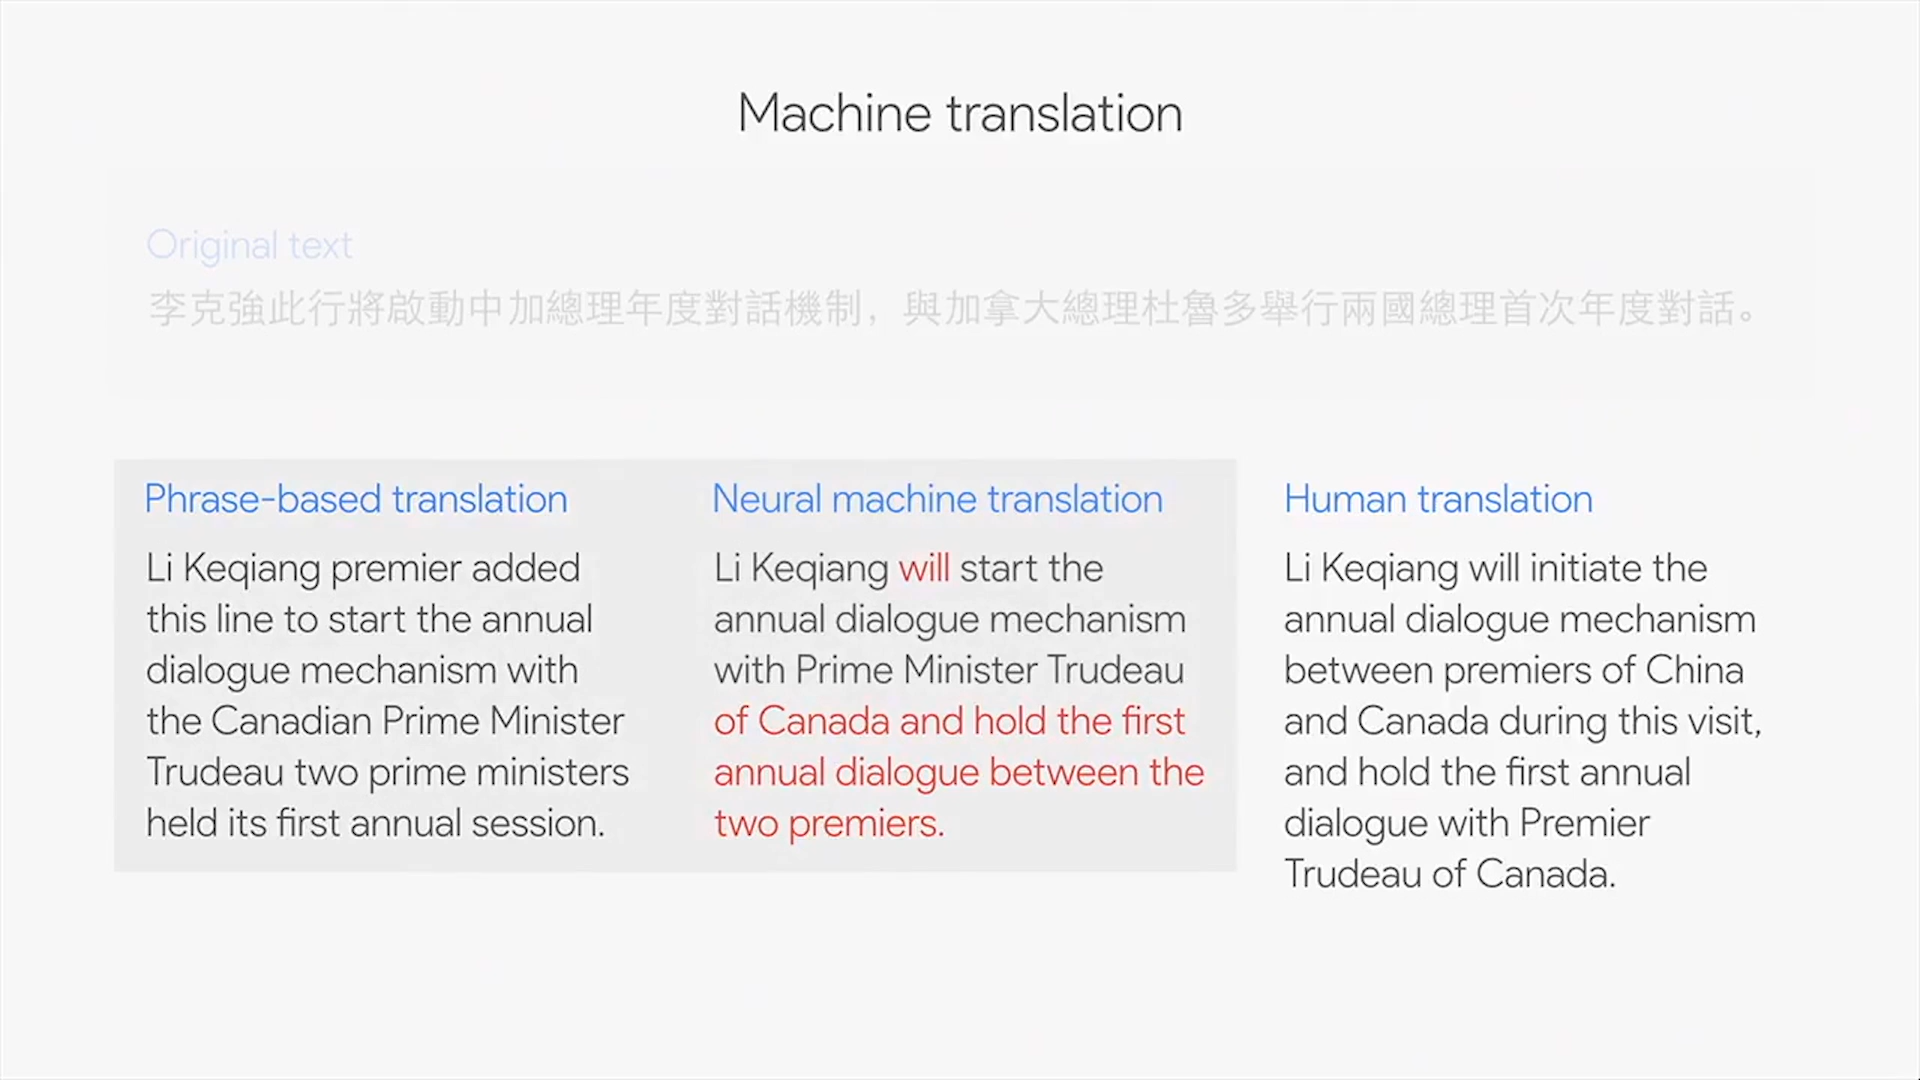 Machine translation
Original text
李克強此行將啟動中加總理年度對話機制，與加拿大總理杜魯多舉行兩國總理首次年度對話。
Phrase-based translation
Li Keqiang premier added
this line to start the annual
dialogue mechanism with
the Canadian Prime Minister
Trudeau two prime ministers
held its first annual session.
Neural machine translation
Li Keqiang will start the
annual dialogue mechanism
with Prime Minister Trudeau
of Canada and hold the first
annual dialogue between the
two premiers.
Human translation
Li Keqiang will initiate the
annual dialogue mechanism
between premiers of China
and Canada during this visit,
and hold the first annual
dialogue with Premier
Trudeau of Canada.